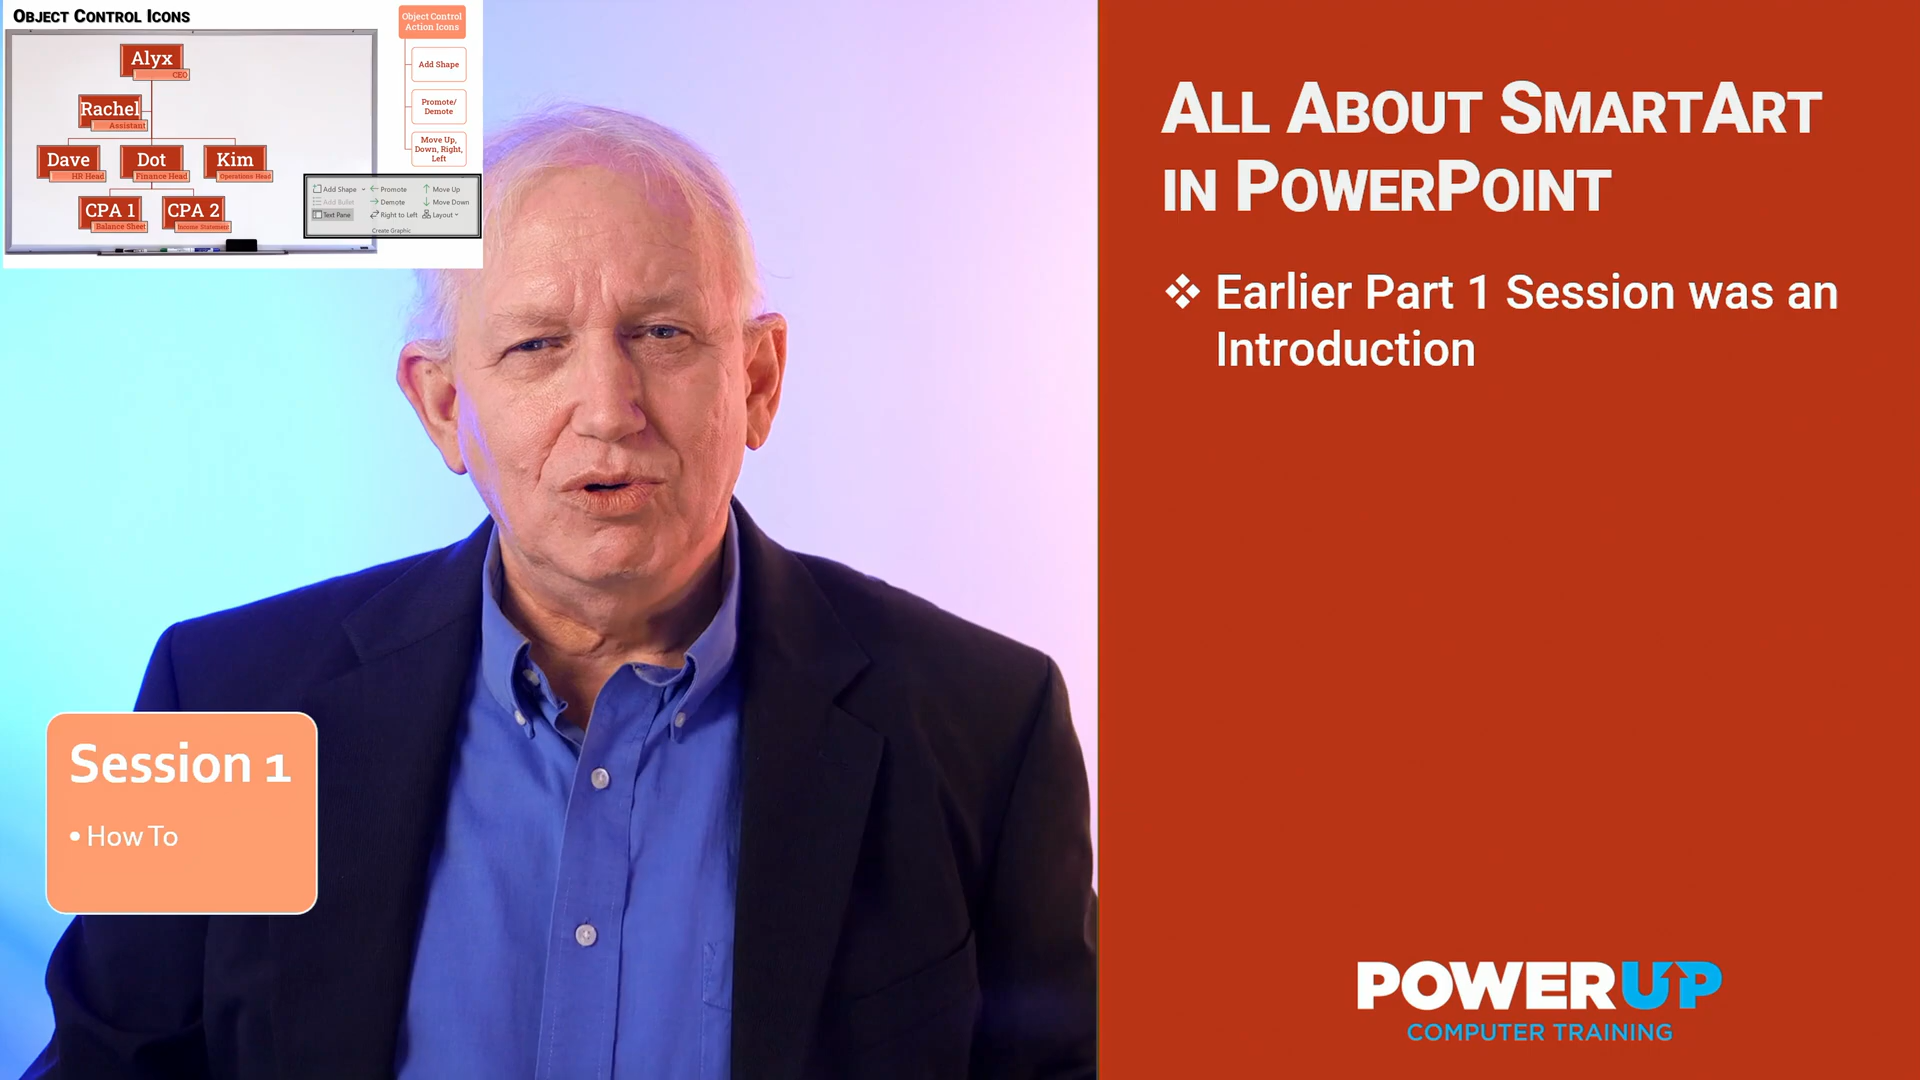 OBJECT CONTROL ICONS
Alyx
CEO
Rachel
Assistant
Dave
HR Head
Dot
Finance Head
Kim
Operations Head
CPA 1
Balance Sheet
CPA 2
Income Statement
Object Control
Action Icons
Add Shape
Promote/
Demote
Move Up,
Down, Right,
Left
Add Shape
Promote
Move Up
Add Bullet
Demote
Move Down
Text Pane
Right to Left
Layout
Create Graphic
ALL ABOUT SMARTART
IN POWERPOINT
❖ Earlier Part 1 Session was an
Introduction
Session 1
• How To
POWERUP
COMPUTER TRAINING